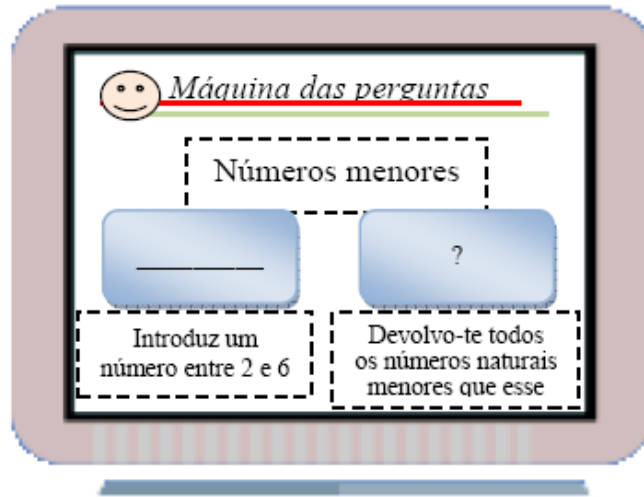 Máquina das perguntas
Números menores
?
Introduz um
número entre 2 e 6
Devolvo-te todos
os números naturais
menores que esse